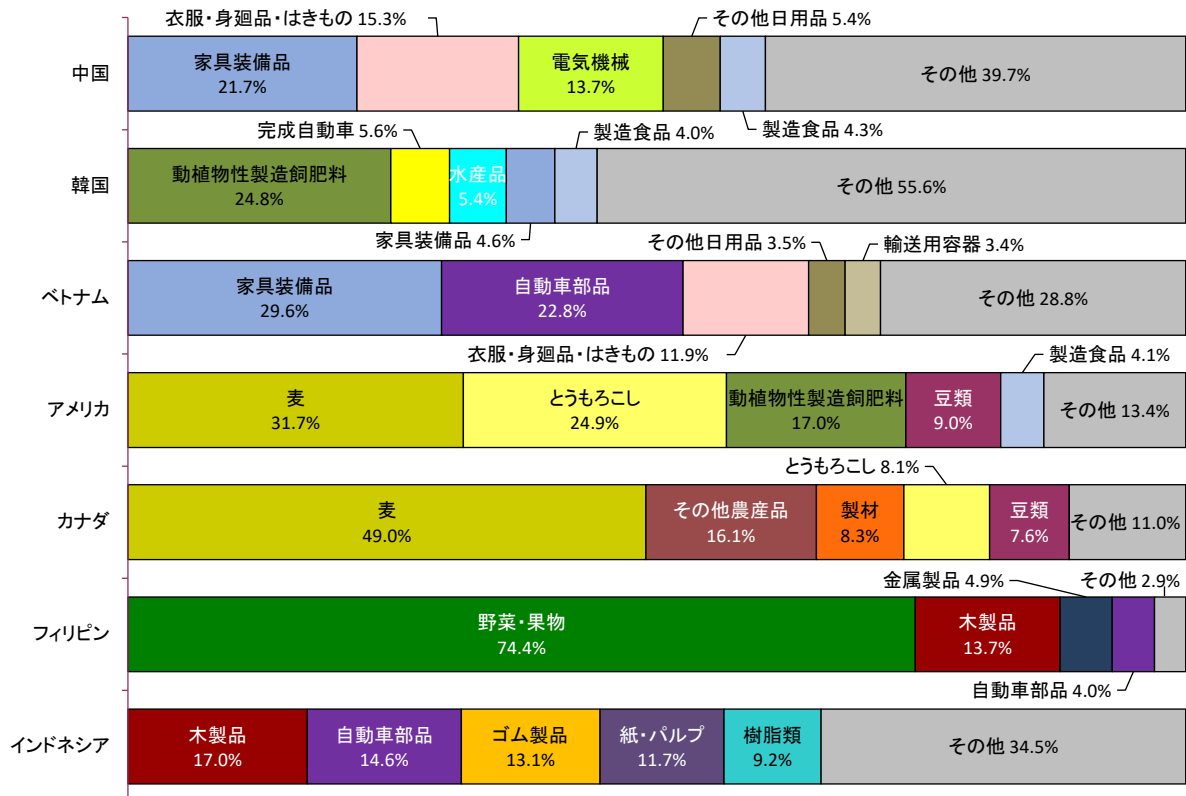 衣服・身廻品・はきもの 15.3%
その他日用品 5.4%
中国
家具装備品
21.7%
電気機械
13.7%
その他 39.7%
製造食品 4.3%
完成自動車 5.6%
製造食品 4.0%
韓国
動植物性製造飼肥料
24.8%
水産品
5.4%
その他 55.6%
家具装備品 4.6%
その他日用品 3.5%
輸送用容器 3.4%
ベトナム
家具装備品
29.6%
自動車部品
22.8%
その他 28.8%
衣服・身廻品・はきもの 11.9%
製造食品 4.1%
アメリカ
麦
31.7%
とうもろこし
24.9%
動植物性製造飼肥料
17.0%
豆類
9.0%
その他 13.4%
とうもろこし 8.1%
カナダ
麦
49.0%
その他農産品
16.1%
製材
8.3%
豆類
7.6%
その他 11.0%
金属製品 4.9%
その他 2.9%
フィリピン
野菜・果物
74.4%
木製品
13.7%
自動車部品 4.0%
インドネシア
木製品
17.0%
自動車部品
14.6%
ゴム製品
13.1%
紙・パルプ
11.7%
樹脂類
9.2%
その他 34.5%